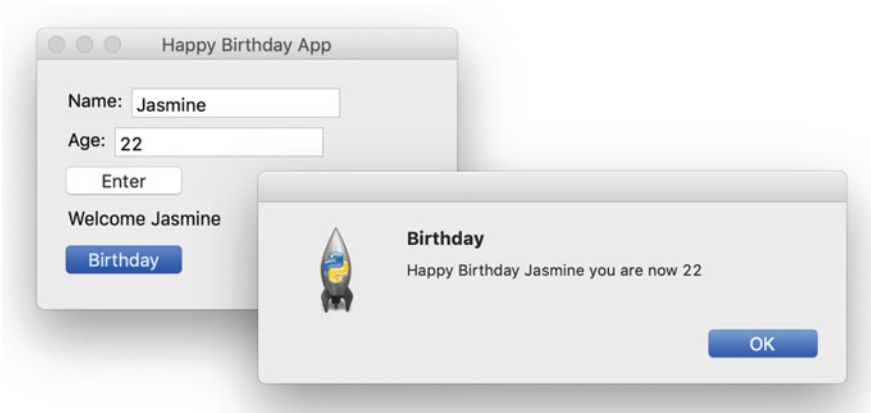 Happy Birthday App
Name: Jasmine
Age: 22
Enter
Welcome Jasmine
Birthday
Birthday
Happy Birthday Jasmine you are now 22
OK